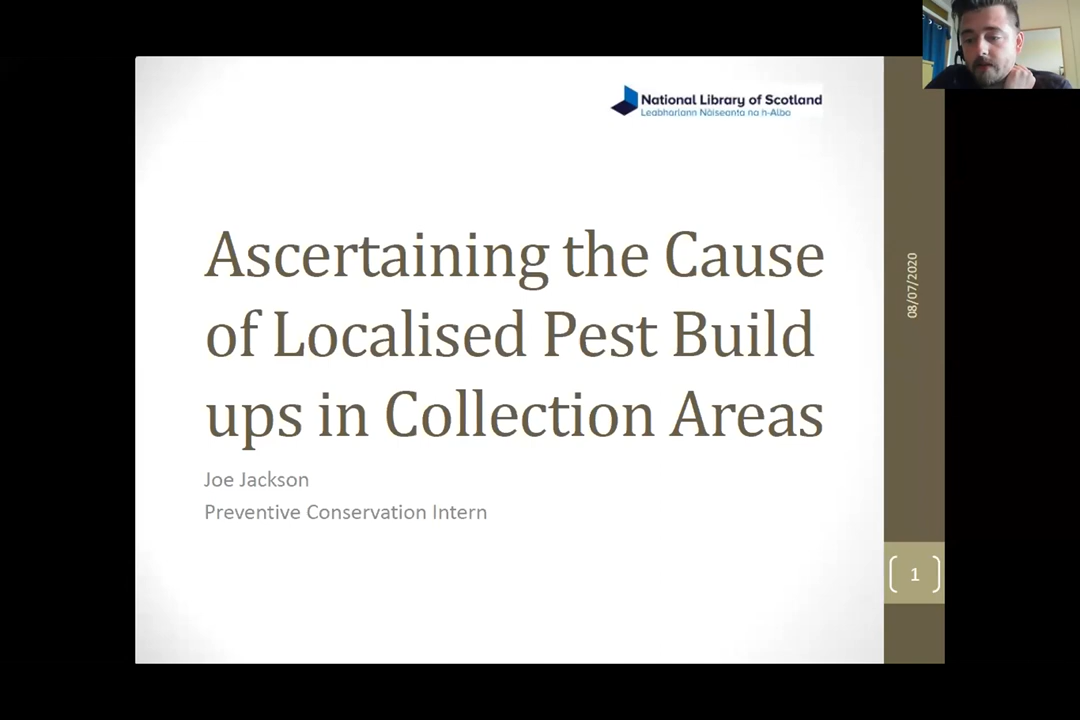 National Library of Scotland
Leabharlann Nàiseanta na h-Alba
Ascertaining the Cause
of Localised Pest Build
ups in Collection Areas
Joe Jackson
Preventive Conservation Intern
08/07/2020
1